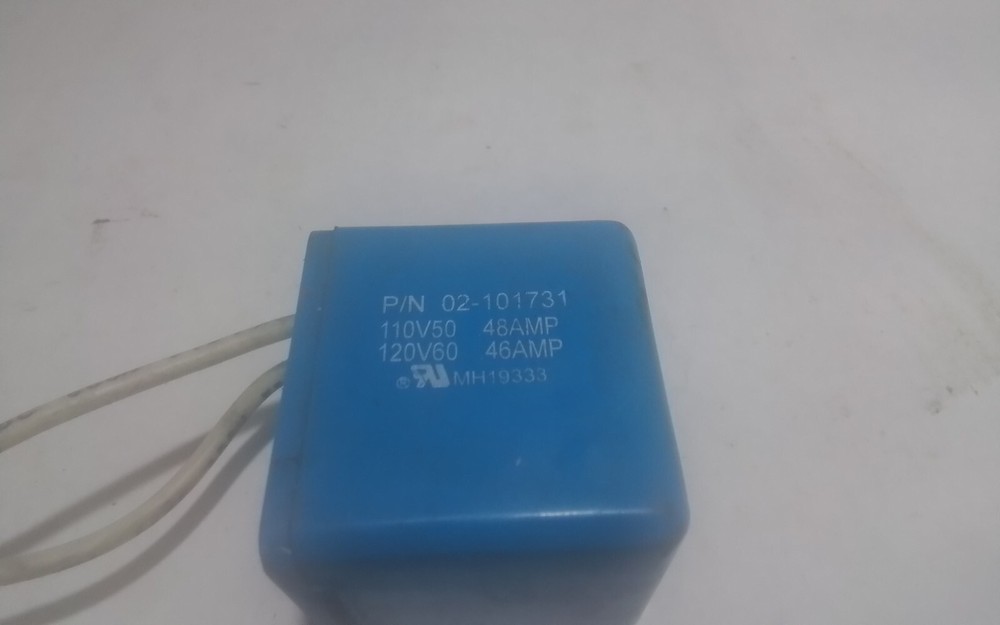 P/N 02-101731
110V50 48AMP
120V60 46AMP
® MH19333